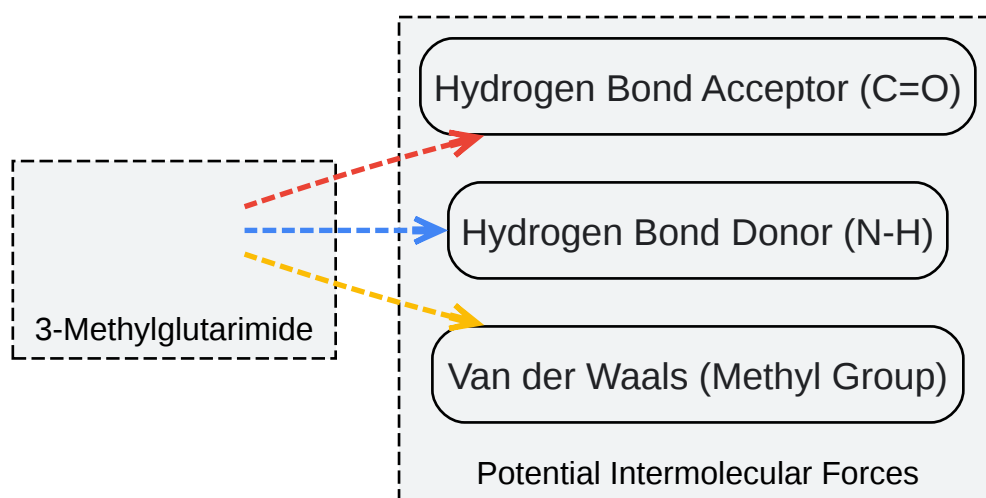 Hydrogen Bond Acceptor (C=O)
Hydrogen Bond Donor (N-H)
3-Methylglutarimide
Van der Waals (Methyl Group)
Potential Intermolecular Forces